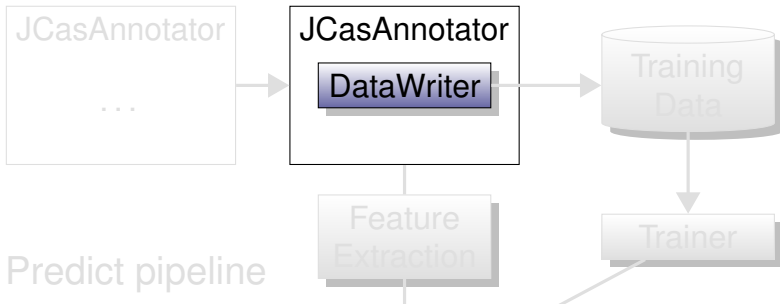 JCasAnnotator
...
JCasAnnotator
DataWriter
Training
Data
Feature
Extraction
Trainer
Predict pipeline